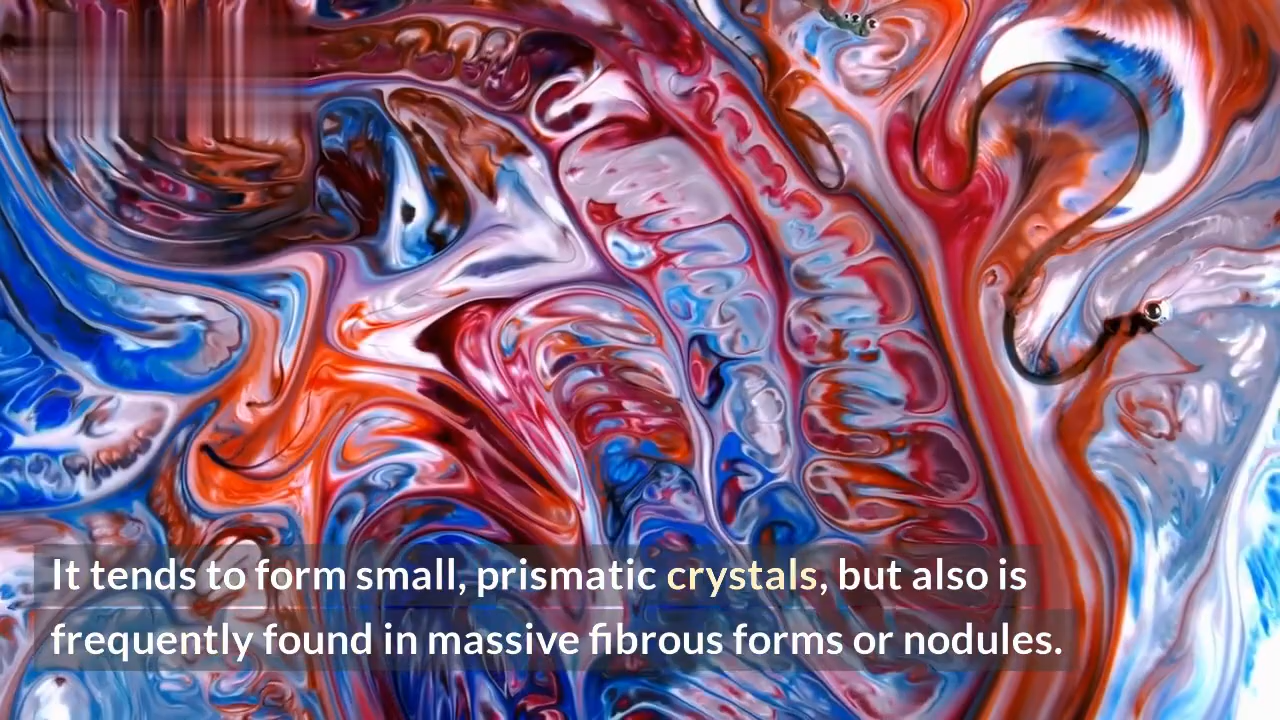 It tends to form small, prismatic crystals, but also is
frequently found in massive fibrous forms or nodules.